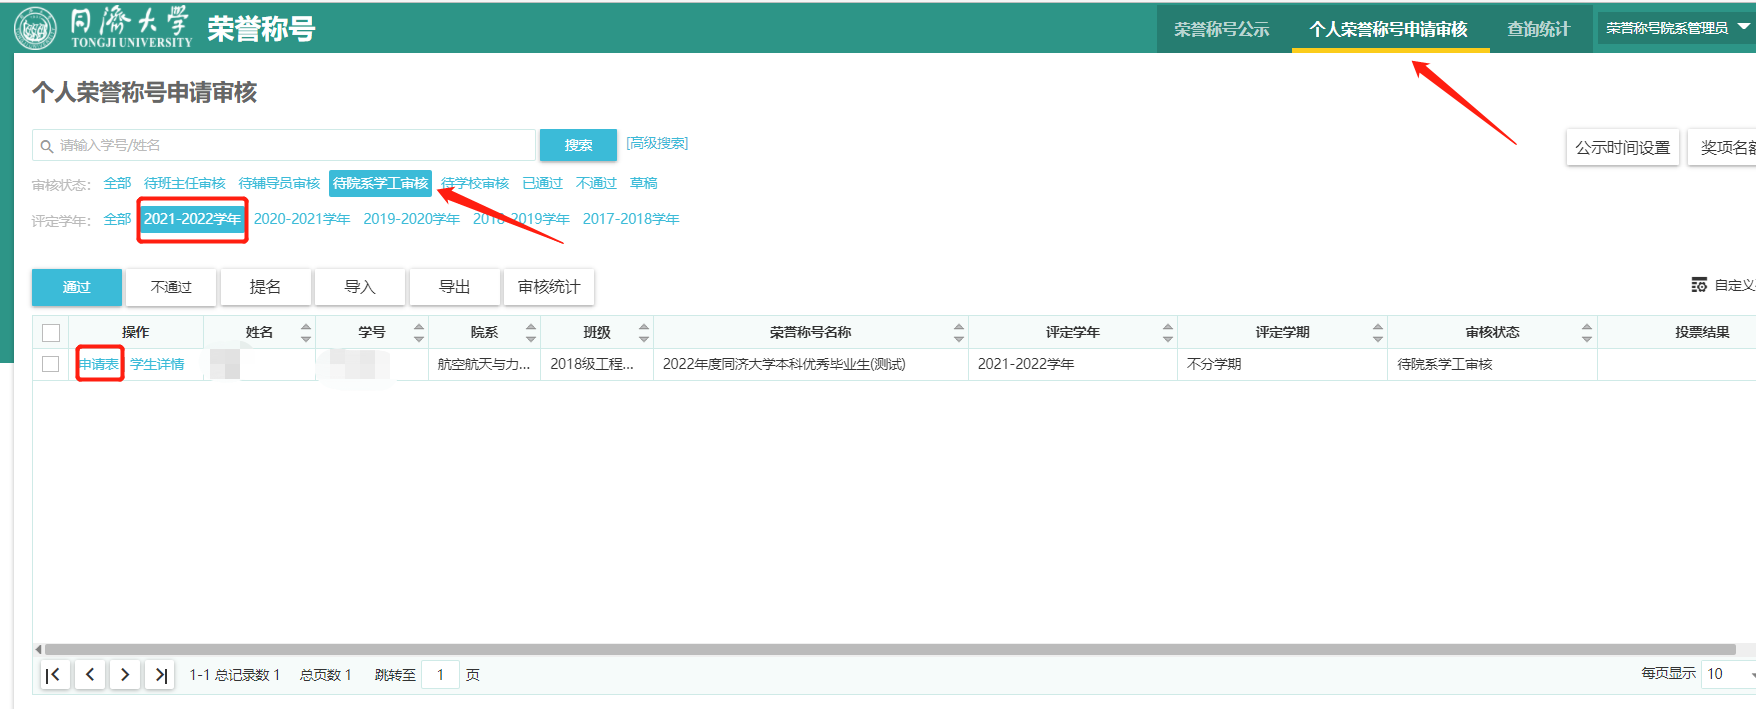 同濟大学
TONGJI UNIVERSITY
荣誉称号
荣誉称号公示 个人荣誉称号申请审核 查询统计 荣誉称号院系管理员
个人荣誉称号申请审核
请输入学号/姓名 搜索 [高级搜索] 公示时间设置 奖项名额
审核状态: 全部 待班主任审核 待辅导员审核 待院系学工审核 待学校审核 已通过 不通过 草稿
评定学年: 全部 2021-2022学年 2020-2021学年 2019-2020学年 2018-2019学年 2017-2018学年
通过 不通过 提名 导入 导出 审核统计 自定义
操作 姓名 学号 院系 班级 荣誉称号名称 评定学年 评定学期 审核状态 投票结果
申请表 学生详情 航空航天与力... 2018级工程... 2022年度同济大学本科优秀毕业生(测试) 2021-2022学年 不分学期 待院系学工审核
1-1 总记录数 1 总页数 1 跳转至 1 页 每页显示 10